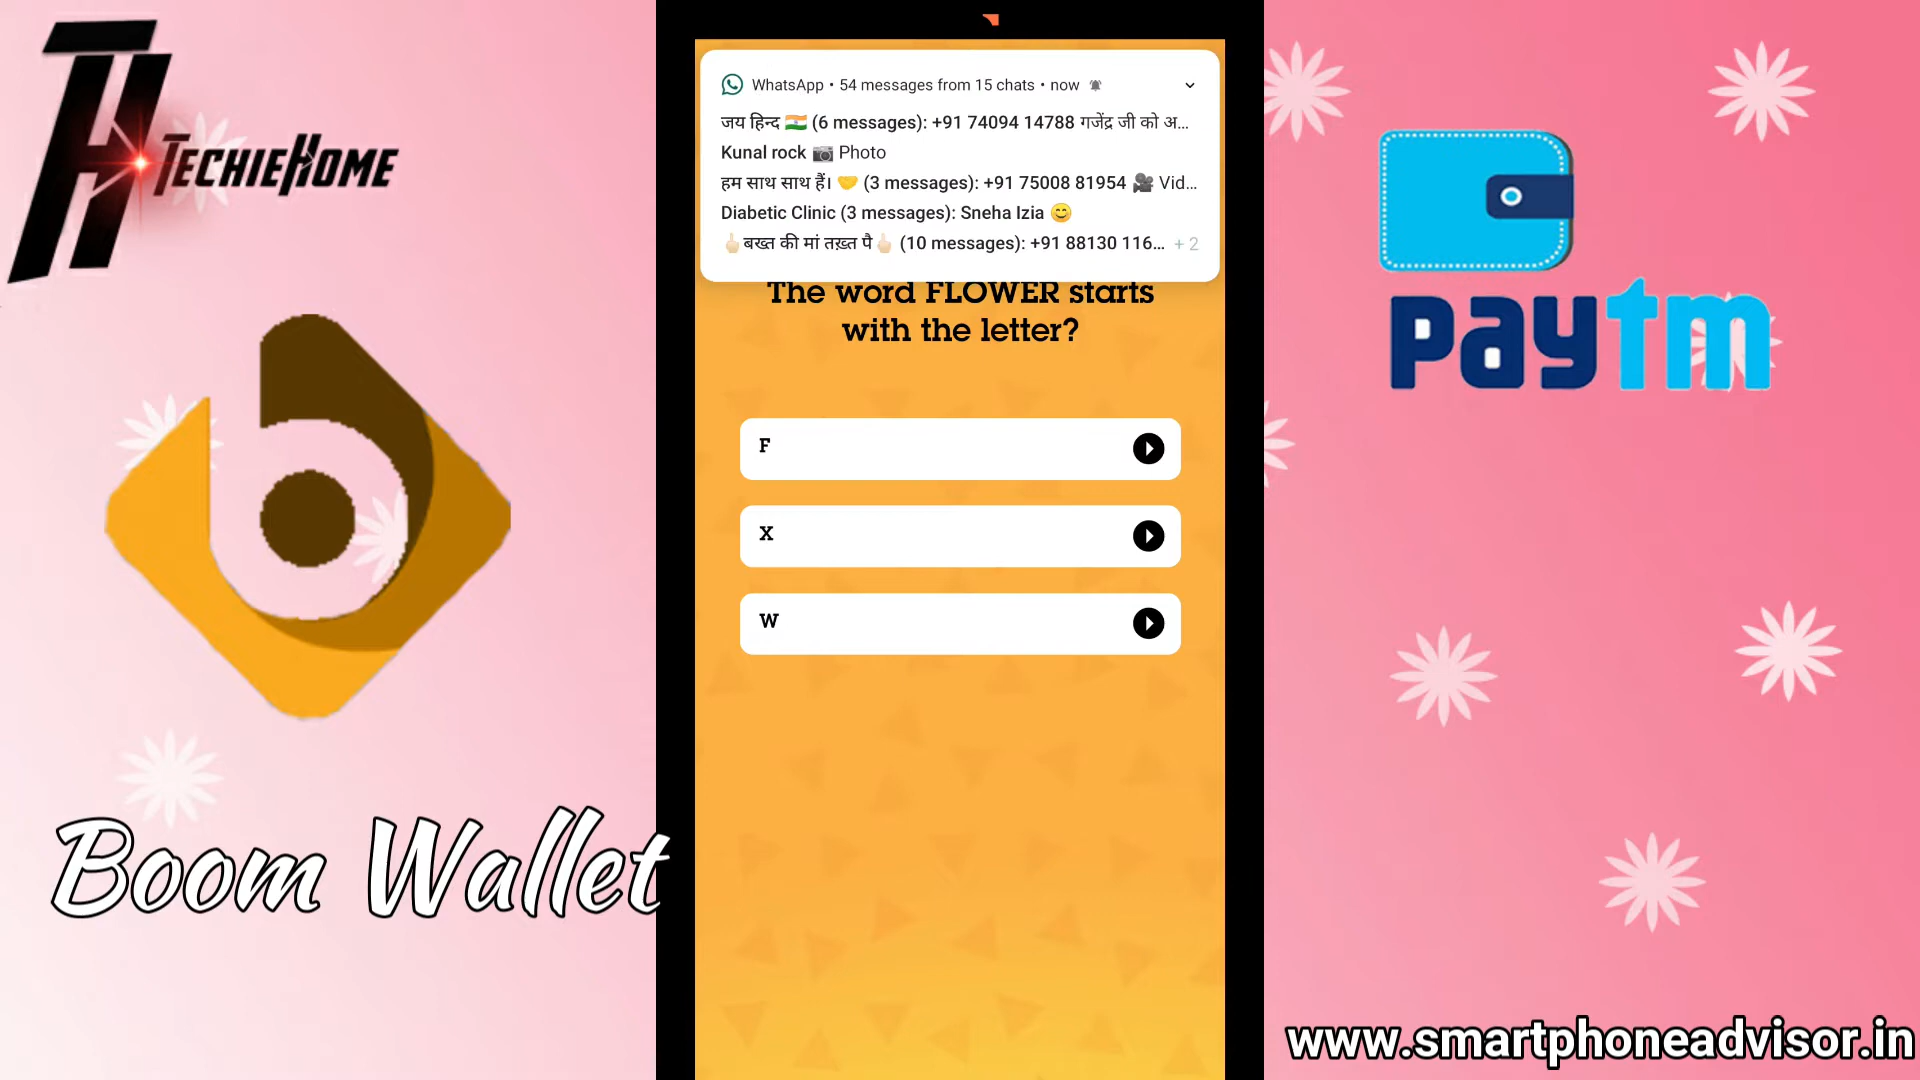 TECHIEHOME
WhatsApp • 54 messages from 15 chats • now
जय हिन्द 🇮🇳 (6 messages): +91 74094 14788 गजेंद्र जी को अ...
Kunal rock 📷 Photo
हम साथ साथ हैं। 🤝 (3 messages): +91 75008 81954 🎥 Vid...
Diabetic Clinic (3 messages): Sneha Izia 😊
👆🏻बख्त की मां तख़्त पै👆🏻 (10 messages): +91 88130 116... + 2
The word FLOWER starts
with the letter?
F
X
W
Boom Wallet
paytm
www.smartphoneadvisor.in